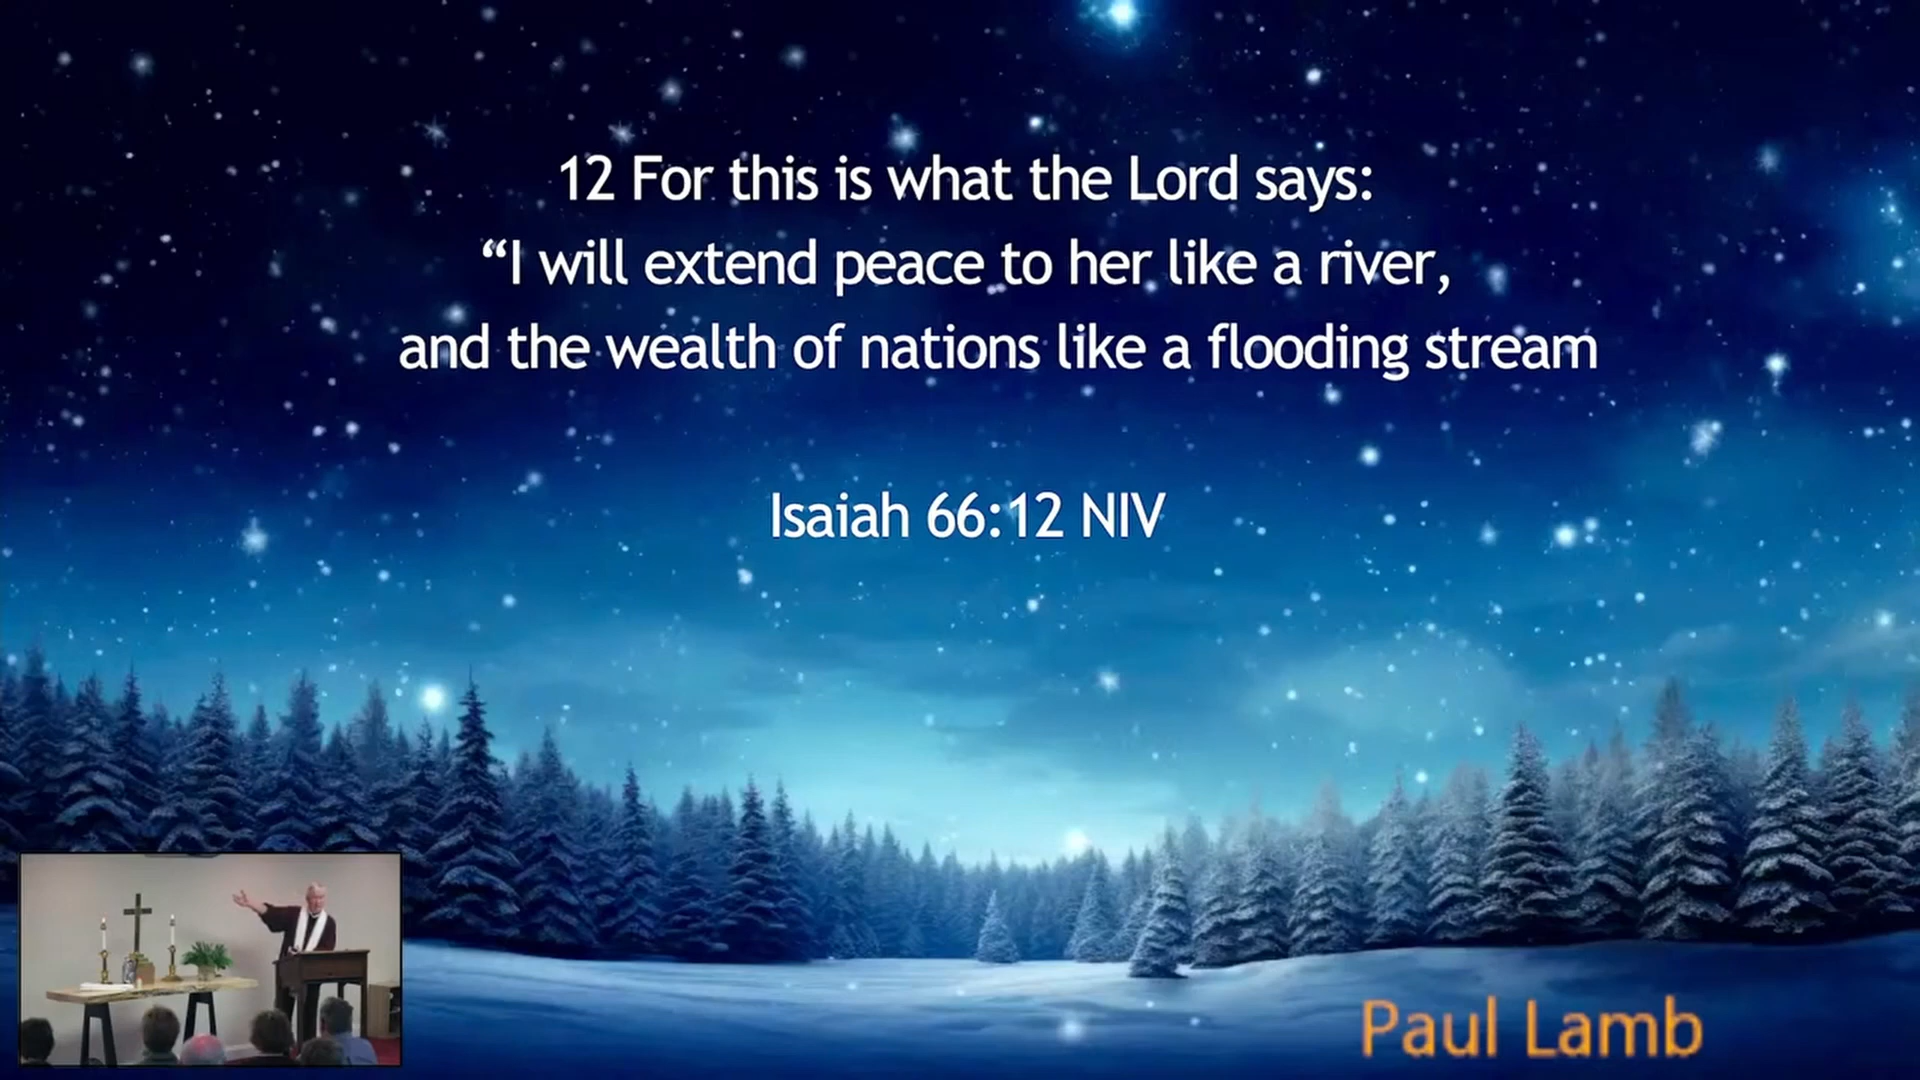 12 For this is what the Lord says:
“I will extend peace to her like a river,
and the wealth of nations like a flooding stream
Isaiah 66:12 NIV
Paul Lamb